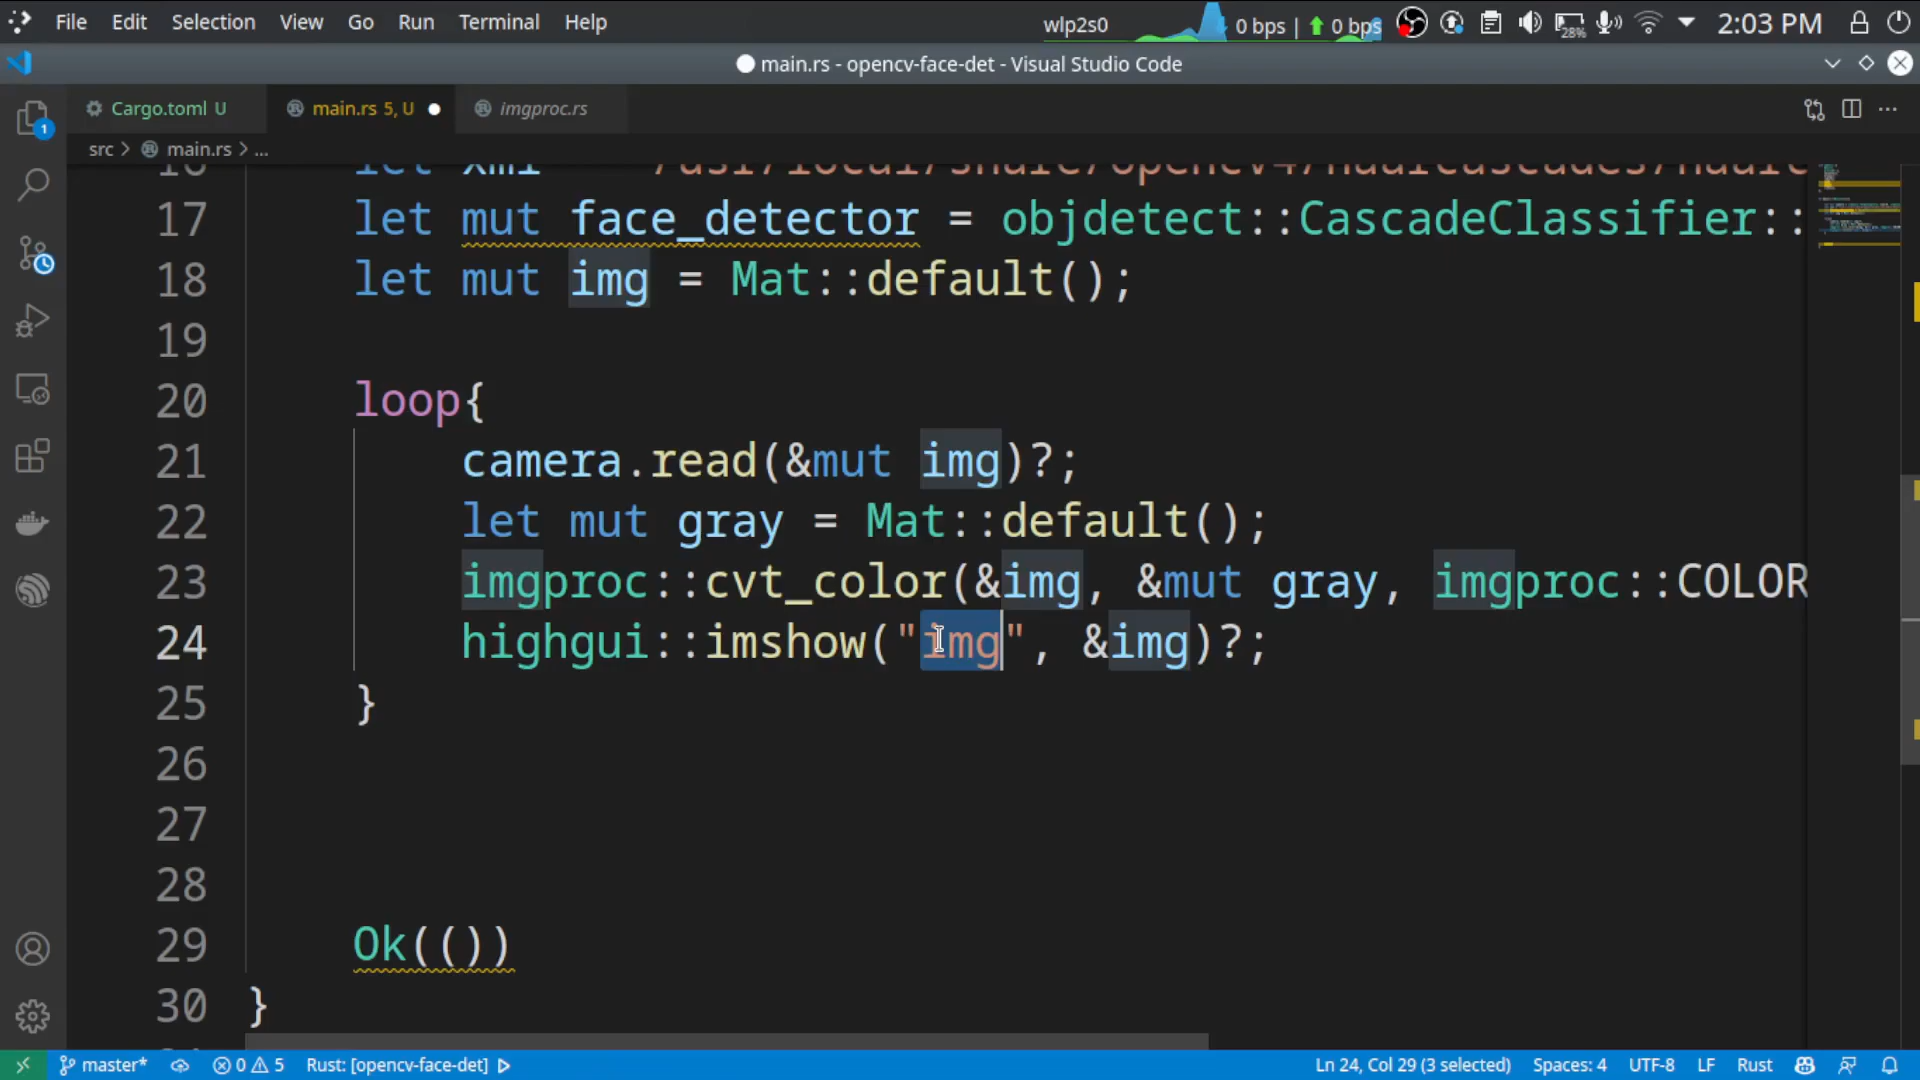 File Edit Selection View Go Run Terminal Help wlp2s0 0 bps | 0 bps 28% 2:03 PM
main.rs - opencv-face-det - Visual Studio Code
Cargo.toml U main.rs 5, U imgproc.rs
src > main.rs > ...
17 let mut face_detector = objdetect::CascadeClassifier::
18 let mut img = Mat::default();
19
20 loop{
21 camera.read(&mut img)?;
22 let mut gray = Mat::default();
23 imgproc::cvt_color(&img, &mut gray, imgproc::COLOR
24 highgui::imshow("img", &img)?;
25 }
26
27
28
29 Ok(())
30 }
master* 0 5 Rust: [opencv-face-det] Ln 24, Col 29 (3 selected) Spaces: 4 UTF-8 LF Rust